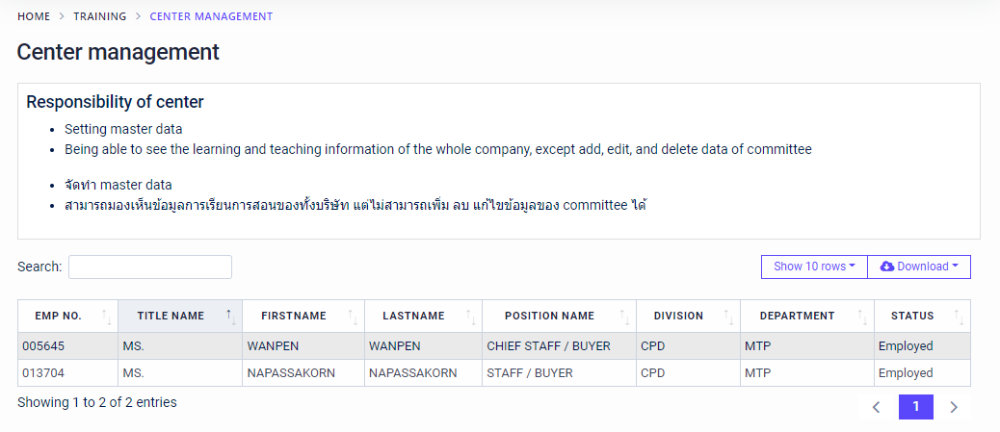 HOME > TRAINING > CENTER MANAGEMENT
Center management
Responsibility of center
• Setting master data
• Being able to see the learning and teaching information of the whole company, except add, edit, and delete data of committee
• จัดทำ master data
• สามารถมองเห็นข้อมูลการเรียนการสอนของทั้งบริษัท แต่ไม่สามารถเพิ่ม ลบ แก้ไขข้อมูลของ committee ได้
Search: Show 10 rows Download
EMP NO. TITLE NAME FIRSTNAME LASTNAME POSITION NAME DIVISION DEPARTMENT STATUS
005645 MS. WANPEN WANPEN CHIEF STAFF / BUYER CPD MTP Employed
013704 MS. NAPASSAKORN NAPASSAKORN STAFF / BUYER CPD MTP Employed
Showing 1 to 2 of 2 entries 1